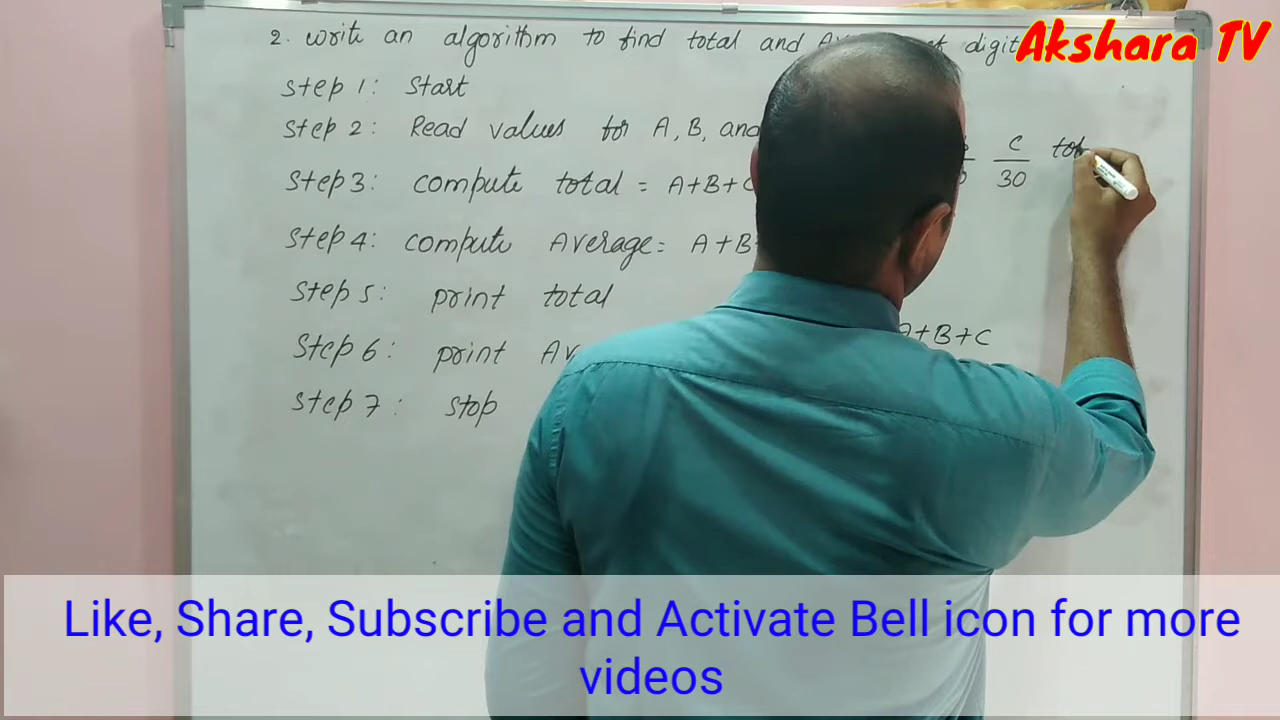 2. Write an algorithm to find total and digit
Akshara TV
Step 1: Start
Step 2: Read values for A, B, and
Step 3: compute total = A+B+C
Step 4: compute Average = A+B+
Step 5: print total
Step 6: print Av
Step 7: stop
C tot
30
A+B+C
Like, Share, Subscribe and Activate Bell icon for more
videos